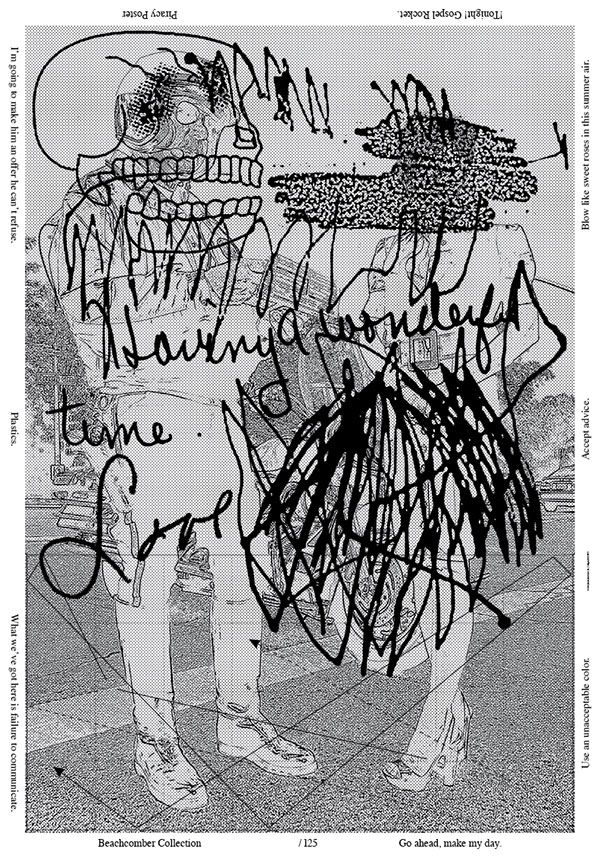 Piracy Poster
!Tonight! Gospel Rocket.
I'm going to make him an offer he can't refuse.
Plastics.
What we've got here is failure to communicate.
Blow like sweet roses in this summer air.
Accept advice.
Use an unacceptable color.
Having a wonderful
time.
Love
Beachcomber Collection
/ 125
Go ahead, make my day.